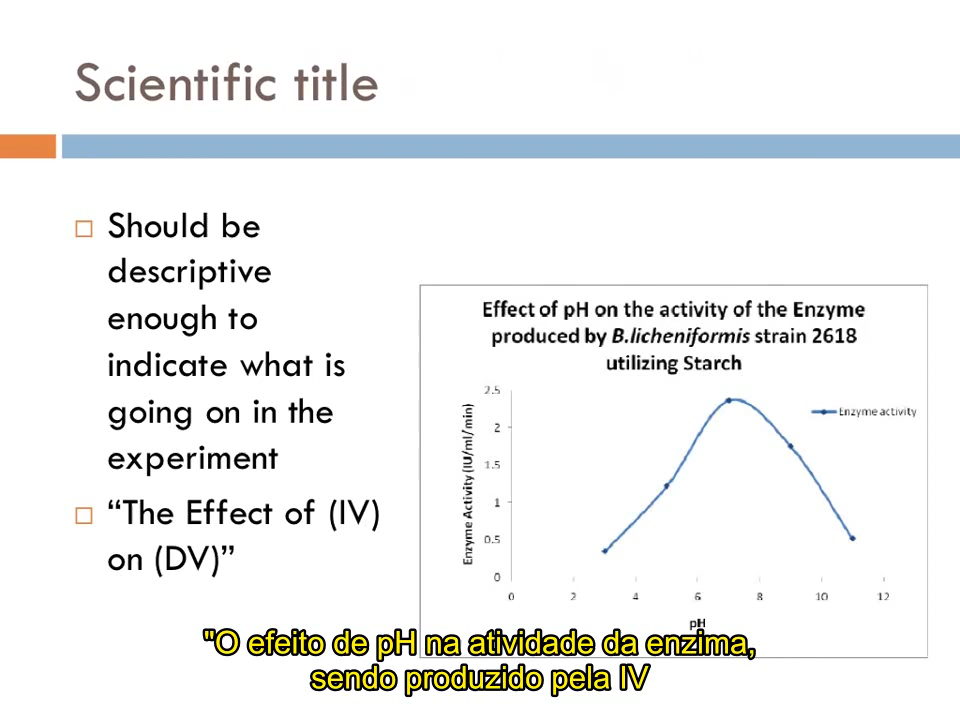 Scientific title
Should be
descriptive
enough to
indicate what is
going on in the
experiment
“The Effect of (IV)
on (DV)”
Effect of pH on the activity of the Enzyme
produced by B.licheniformis strain 2618
utilizing Starch
Enzyme Activity (IU/ml/min)
2.5
2
1.5
1
0.5
0
Enzyme activity
0 2 4 6 8 10 12
pH
"O efeito de pH na atividade da enzima,
sendo produzido pela IV